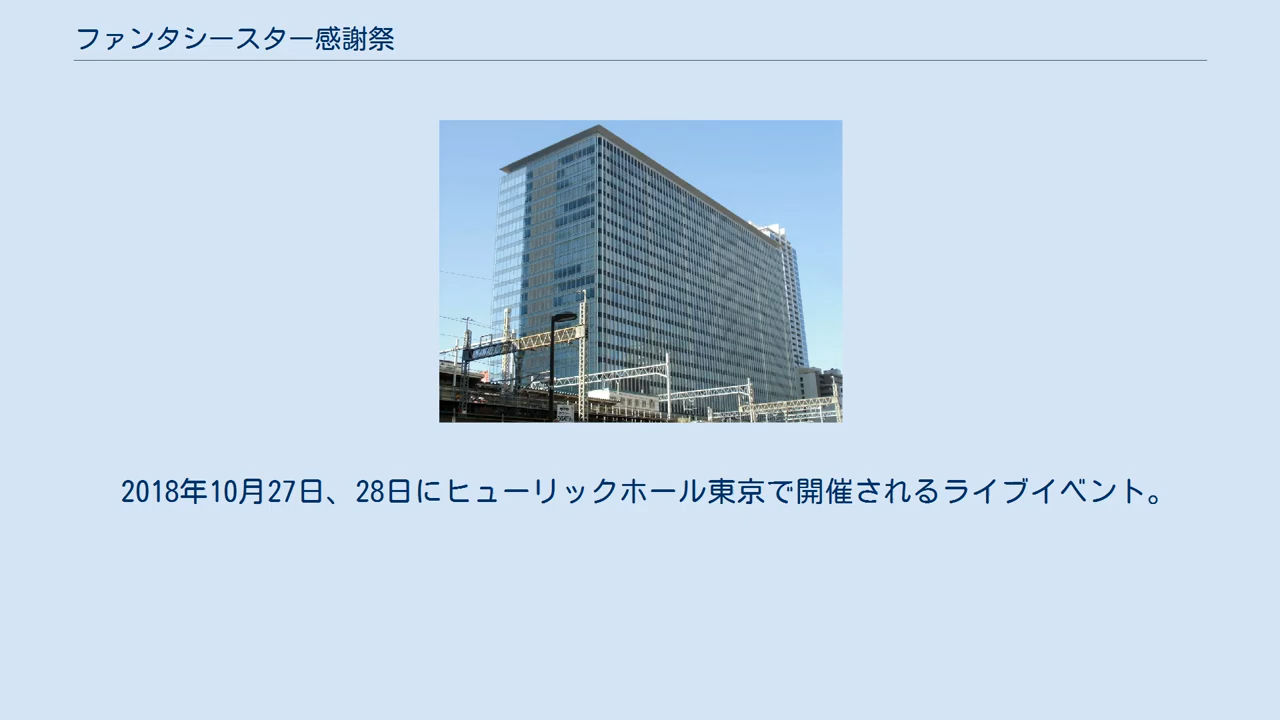 ファンタシースター感謝祭
2018年10月27日、28日にヒューリックホール東京で開催されるライブイベント。